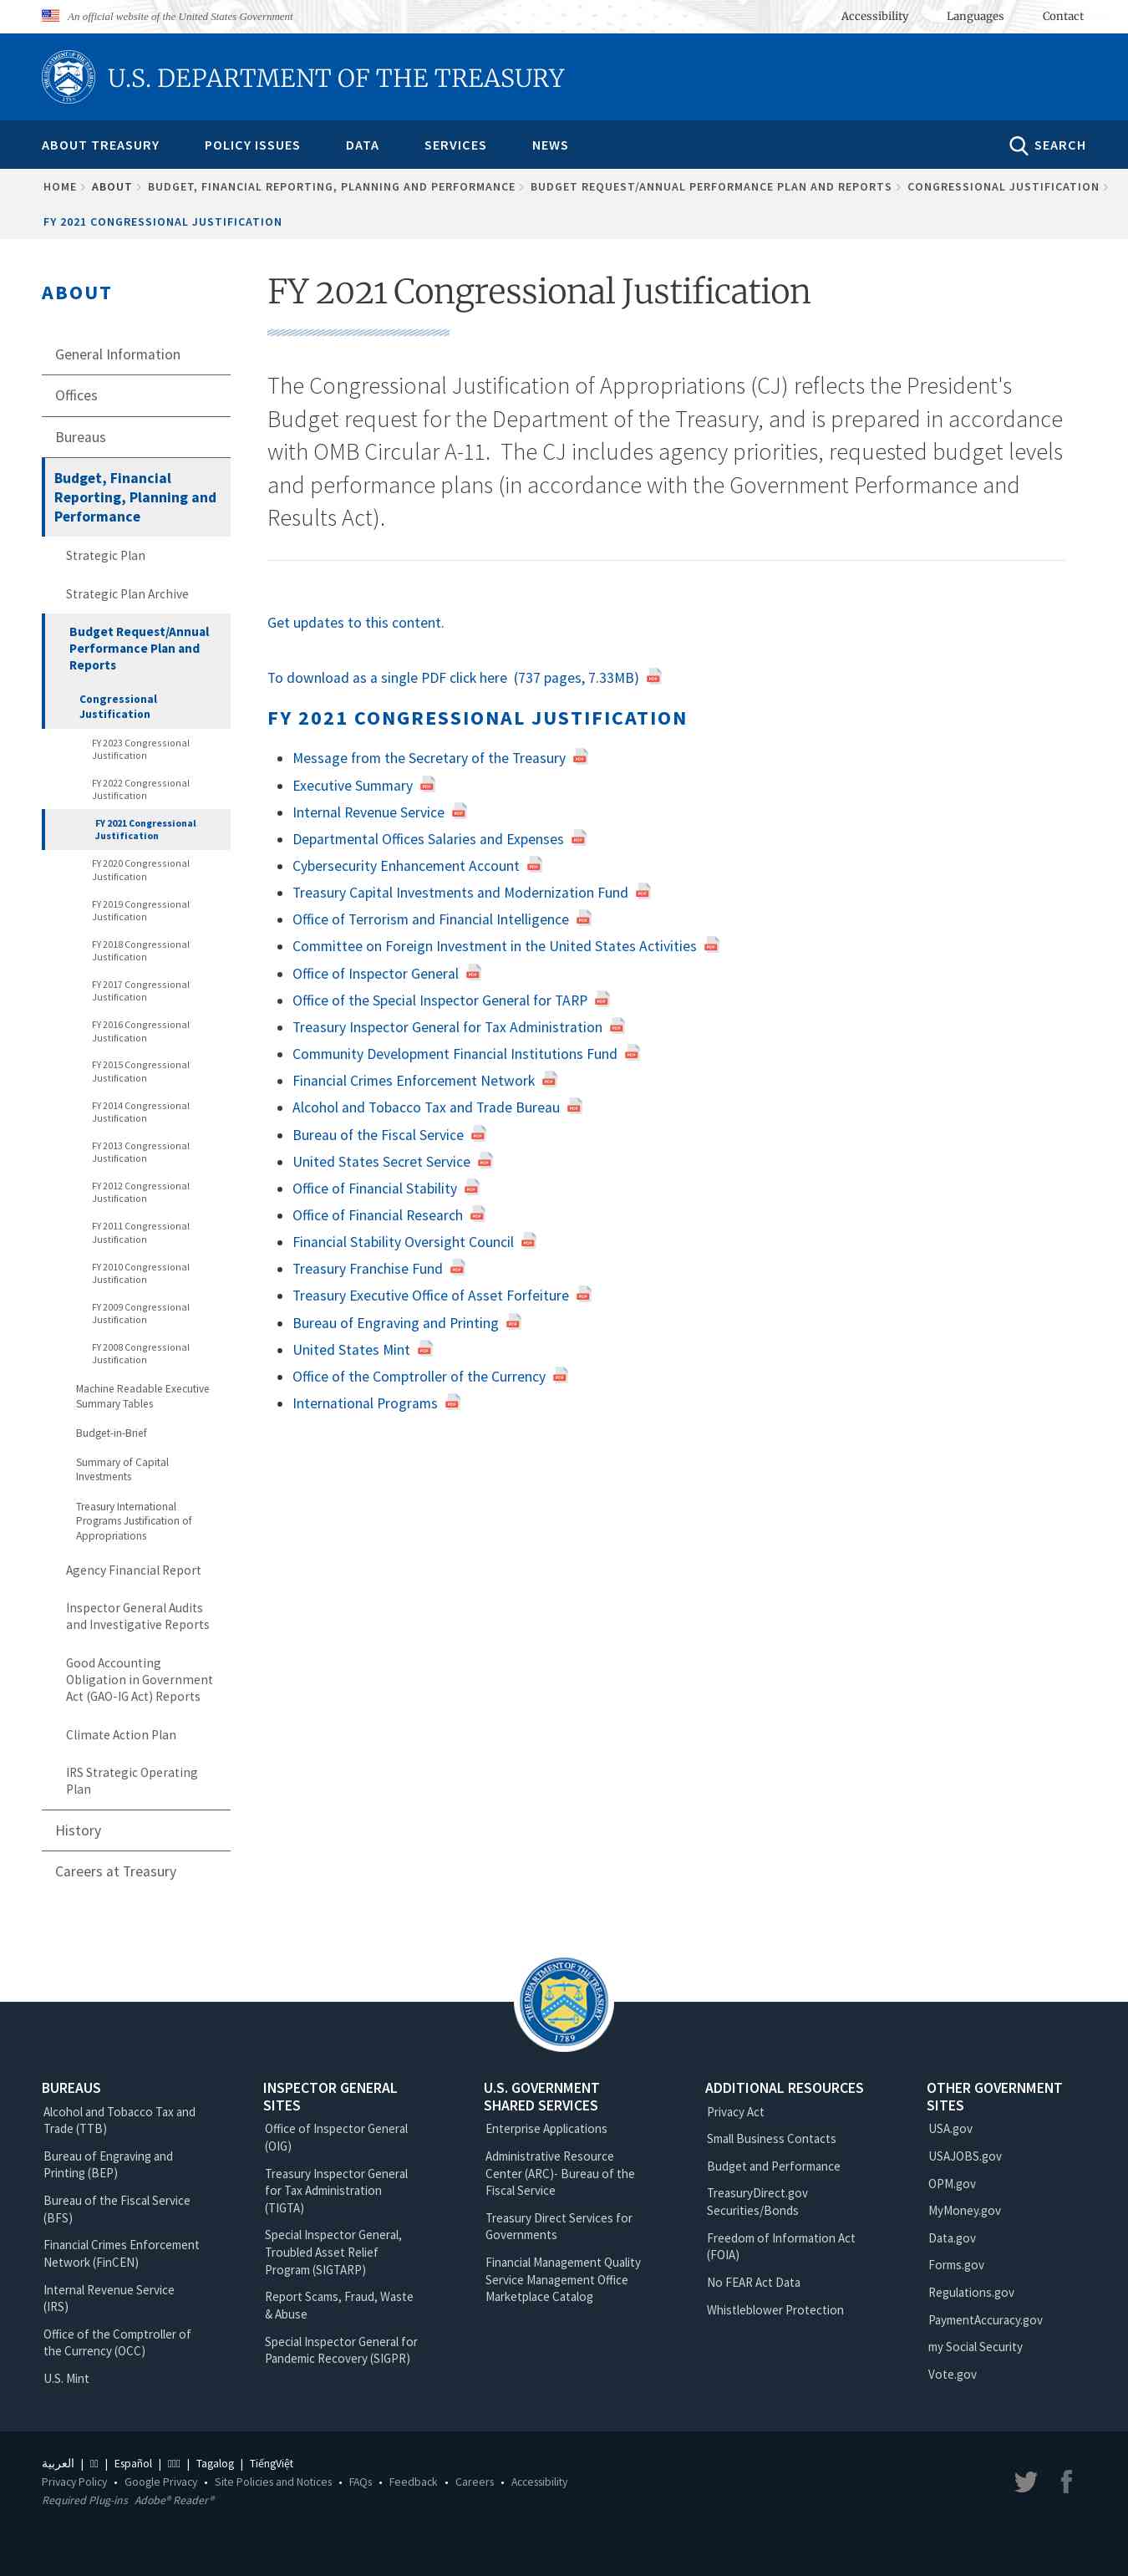 An official website of the United States Government
Accessibility Languages Contact
U.S. DEPARTMENT OF THE TREASURY
ABOUT TREASURY POLICY ISSUES DATA SERVICES NEWS SEARCH
HOME > ABOUT > BUDGET, FINANCIAL REPORTING, PLANNING AND PERFORMANCE > BUDGET REQUEST/ANNUAL PERFORMANCE PLAN AND REPORTS > CONGRESSIONAL JUSTIFICATION >
FY 2021 CONGRESSIONAL JUSTIFICATION
ABOUT
General Information
Offices
Bureaus
Budget, Financial
Reporting, Planning and
Performance
Strategic Plan
Strategic Plan Archive
Budget Request/Annual
Performance Plan and
Reports
Congressional
Justification
FY 2023 Congressional
Justification
FY 2022 Congressional
Justification
FY 2021 Congressional
Justification
FY 2020 Congressional
Justification
FY 2019 Congressional
Justification
FY 2018 Congressional
Justification
FY 2017 Congressional
Justification
FY 2016 Congressional
Justification
FY 2015 Congressional
Justification
FY 2014 Congressional
Justification
FY 2013 Congressional
Justification
FY 2012 Congressional
Justification
FY 2011 Congressional
Justification
FY 2010 Congressional
Justification
FY 2009 Congressional
Justification
FY 2008 Congressional
Justification
Machine Readable Executive
Summary Tables
Budget-in-Brief
Summary of Capital
Investments
Treasury International
Programs Justification of
Appropriations
Agency Financial Report
Inspector General Audits
and Investigative Reports
Good Accounting
Obligation in Government
Act (GAO-IG Act) Reports
Climate Action Plan
IRS Strategic Operating
Plan
History
Careers at Treasury
FY 2021 Congressional Justification
The Congressional Justification of Appropriations (CJ) reflects the President's
Budget request for the Department of the Treasury, and is prepared in accordance
with OMB Circular A-11. The CJ includes agency priorities, requested budget levels
and performance plans (in accordance with the Government Performance and
Results Act).
Get updates to this content.
To download as a single PDF click here (737 pages, 7.33MB)
FY 2021 CONGRESSIONAL JUSTIFICATION
• Message from the Secretary of the Treasury
• Executive Summary
• Internal Revenue Service
• Departmental Offices Salaries and Expenses
• Cybersecurity Enhancement Account
• Treasury Capital Investments and Modernization Fund
• Office of Terrorism and Financial Intelligence
• Committee on Foreign Investment in the United States Activities
• Office of Inspector General
• Office of the Special Inspector General for TARP
• Treasury Inspector General for Tax Administration
• Community Development Financial Institutions Fund
• Financial Crimes Enforcement Network
• Alcohol and Tobacco Tax and Trade Bureau
• Bureau of the Fiscal Service
• United States Secret Service
• Office of Financial Stability
• Office of Financial Research
• Financial Stability Oversight Council
• Treasury Franchise Fund
• Treasury Executive Office of Asset Forfeiture
• Bureau of Engraving and Printing
• United States Mint
• Office of the Comptroller of the Currency
• International Programs
THE DEPARTMENT OF THE TREASURY
1789
BUREAUS
Alcohol and Tobacco Tax and
Trade (TTB)
Bureau of Engraving and
Printing (BEP)
Bureau of the Fiscal Service
(BFS)
Financial Crimes Enforcement
Network (FinCEN)
Internal Revenue Service
(IRS)
Office of the Comptroller of
the Currency (OCC)
U.S. Mint
INSPECTOR GENERAL
SITES
Office of Inspector General
(OIG)
Treasury Inspector General
for Tax Administration
(TIGTA)
Special Inspector General,
Troubled Asset Relief
Program (SIGTARP)
Report Scams, Fraud, Waste
& Abuse
Special Inspector General for
Pandemic Recovery (SIGPR)
U.S. GOVERNMENT
SHARED SERVICES
Enterprise Applications
Administrative Resource
Center (ARC)- Bureau of the
Fiscal Service
Treasury Direct Services for
Governments
Financial Management Quality
Service Management Office
Marketplace Catalog
ADDITIONAL RESOURCES
Privacy Act
Small Business Contacts
Budget and Performance
TreasuryDirect.gov
Securities/Bonds
Freedom of Information Act
(FOIA)
No FEAR Act Data
Whistleblower Protection
OTHER GOVERNMENT
SITES
USA.gov
USAJOBS.gov
OPM.gov
MyMoney.gov
Data.gov
Forms.gov
Regulations.gov
PaymentAccuracy.gov
my Social Security
Vote.gov
العربية | | Español | | Tagalog | TiếngViệt
Privacy Policy • Google Privacy • Site Policies and Notices • FAQs • Feedback • Careers • Accessibility
Required Plug-ins Adobe® Reader®